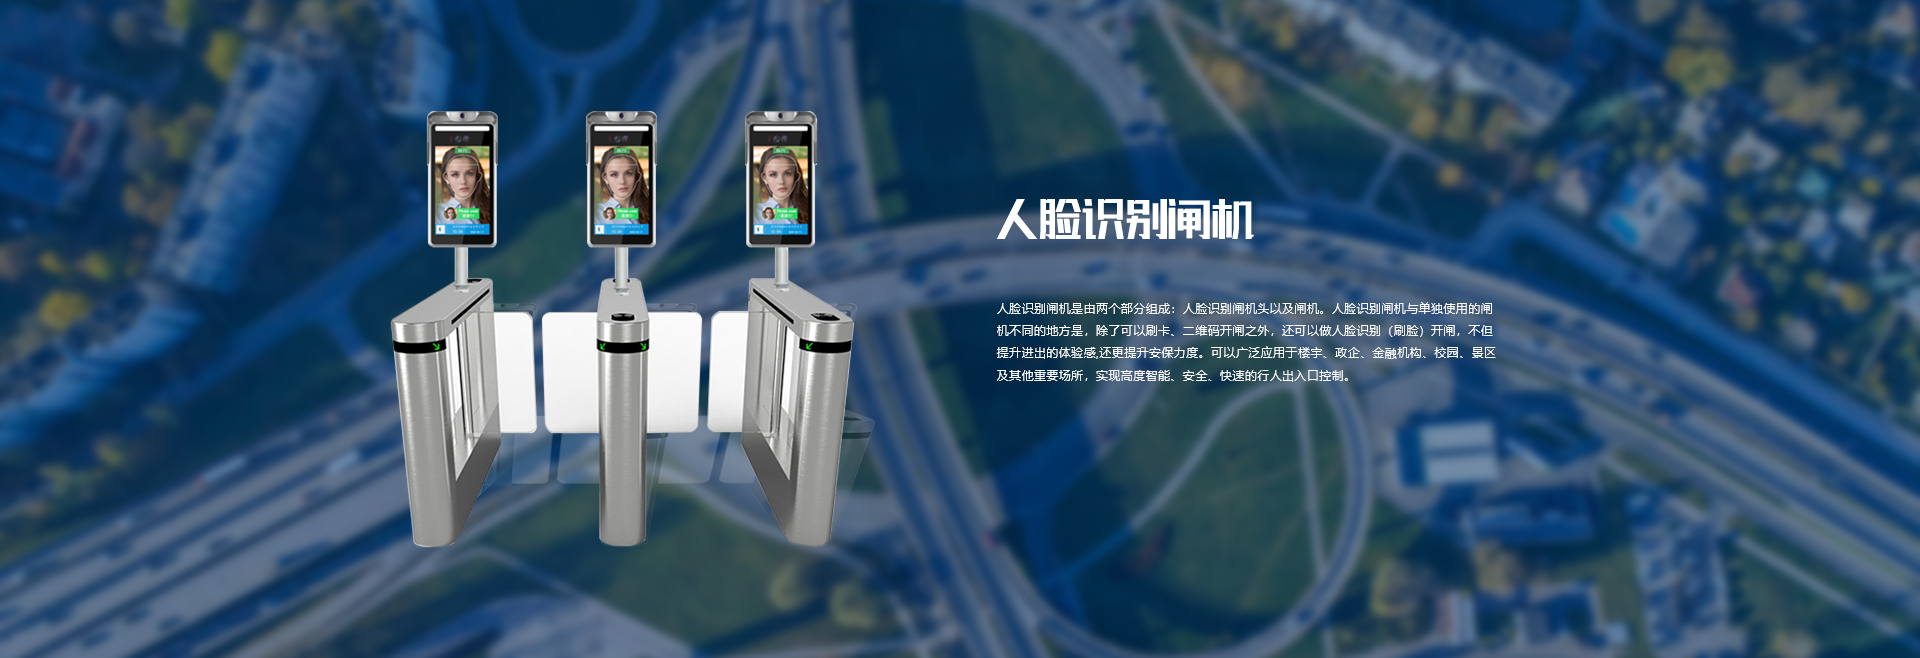 人脸识别闸机
人脸识别闸机是由两个部分组成：人脸识别闸机头以及闸机。人脸识别闸机与单独使用的闸
机不同的地方是，除了可以刷卡、二维码开闸之外，还可以做人脸识别（刷脸）开闸，不但
提升进出的体验感,还更提升安保力度。可以广泛应用于楼宇、政企、金融机构、校园、景区
及其他重要场所，实现高度智能、安全、快速的行人出入口控制。